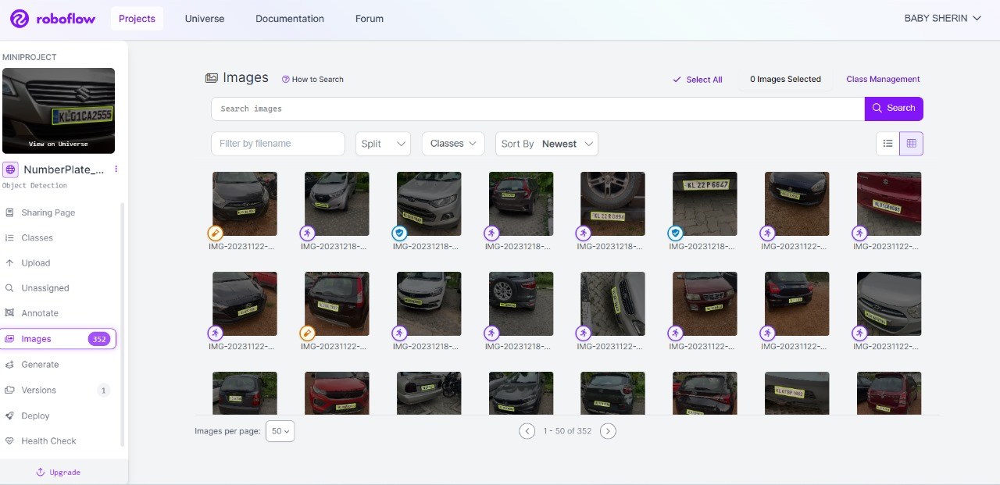 roboflow Projects Universe Documentation Forum BABY SHERIN
MINIPROJECT
KL01CA2555
View on Universe
NumberPlate_...
Object Detection
Sharing Page
Classes
Upload
Unassigned
Annotate
Images 352
Generate
Versions 1
Deploy
Health Check
Upgrade
Images How to Search Select All 0 Images Selected Class Management
Search images Search
Filter by filename Split Classes Sort By Newest
KL 22 P 6647
IMG-20231122-... IMG-20231218-... IMG-20231218-... IMG-20231218-... IMG-20231218-... IMG-20231218-... IMG-20231122-... IMG-20231122-...
IMG-20231122-... IMG-20231122-... IMG-20231218-... IMG-20231218-... IMG-20231122-... IMG-20231122-... IMG-20231122-... IMG-20231122-...
Images per page: 50 1 - 50 of 352